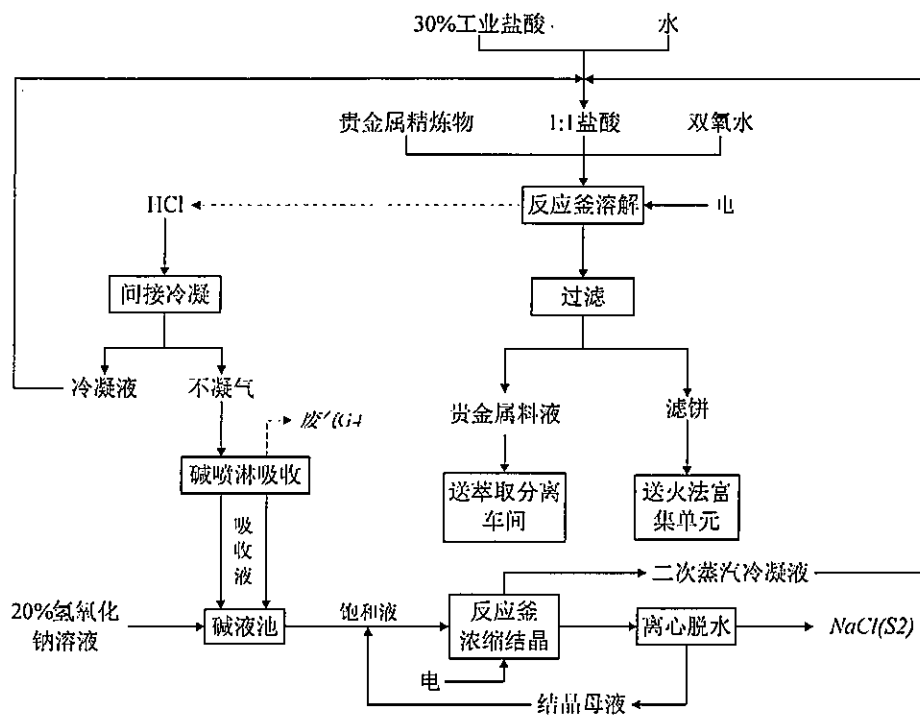 30%工业盐酸
水
贵金属精炼物
1:1盐酸
双氧水
HCl
反应釜溶解
电
间接冷凝
过滤
冷凝液
不凝气
贵金属料液
滤饼
废气G4
碱喷淋吸收
送萃取分离
车间
送火法富
集单元
吸
收
液
二次蒸汽冷凝液
20%氢氧化
钠溶液
碱液池
饱和液
反应釜
浓缩结晶
离心脱水
NaCl(S2)
电
结晶母液